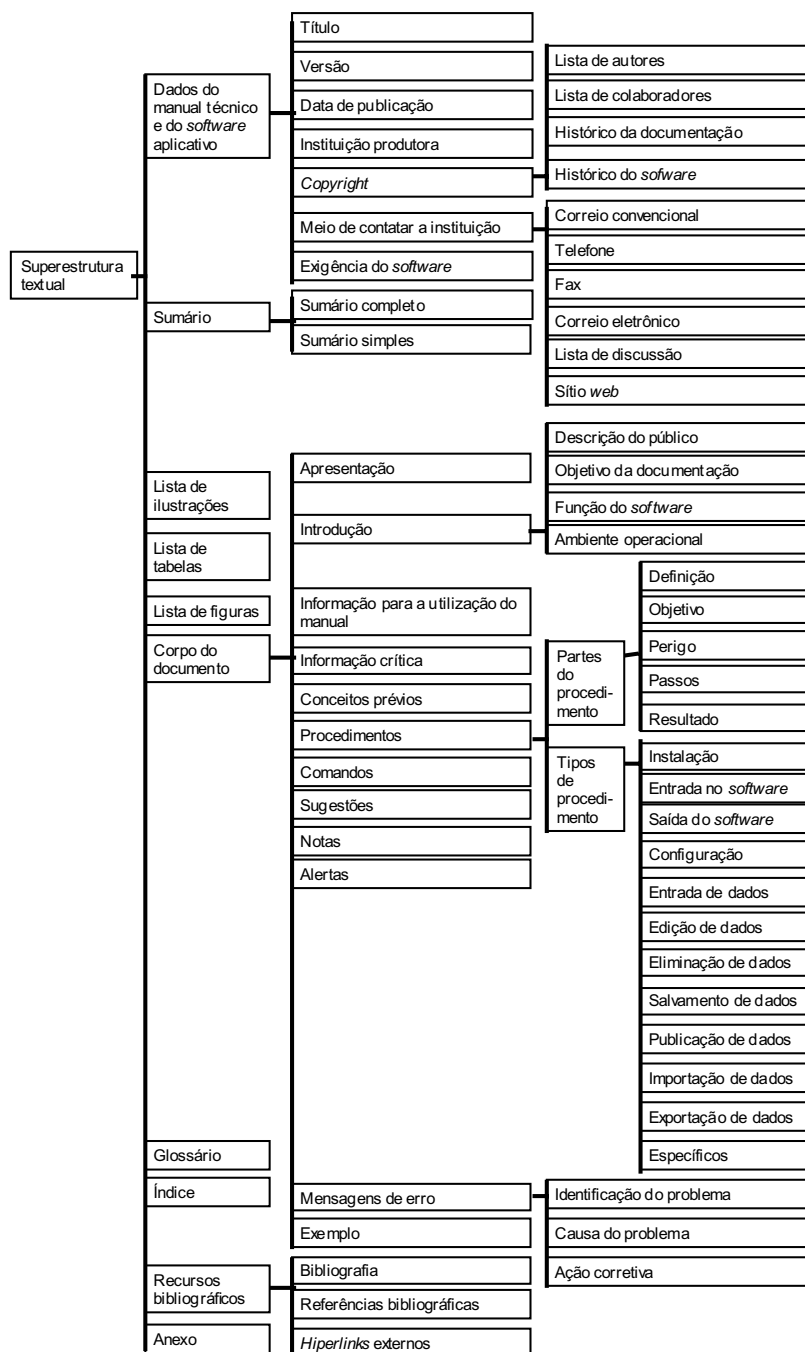 Superestrutura
textual
Dados do
manual técnico
e do software
aplicativo
Título
Versão
Data de publicação
Instituição produtora
Copyright
Lista de autores
Lista de colaboradores
Histórico da documentação
Histórico do sofware
Meio de contatar a instituição
Correio convencional
Telefone
Fax
Correio eletrônico
Lista de discussão
Sítio web
Exigência do software
Sumário
Sumário completo
Sumário simples
Lista de
ilustrações
Lista de
tabelas
Lista de figuras
Corpo do
documento
Apresentação
Introdução
Descrição do público
Objetivo da documentação
Função do software
Ambiente operacional
Informação para a utilização do
manual
Informação crítica
Conceitos prévios
Procedimentos
Partes
do
procedi-
mento
Definição
Objetivo
Perigo
Passos
Resultado
Tipos
de
procedi-
mento
Instalação
Entrada no software
Saída do software
Configuração
Entrada de dados
Edição de dados
Eliminação de dados
Salvamento de dados
Publicação de dados
Importação de dados
Exportação de dados
Específicos
Comandos
Sugestões
Notas
Alertas
Mensagens de erro
Identificação do problema
Causa do problema
Ação corretiva
Exemplo
Glossário
Índice
Recursos
bibliográficos
Bibliografia
Referências bibliográficas
Hiperlinks externos
Anexo